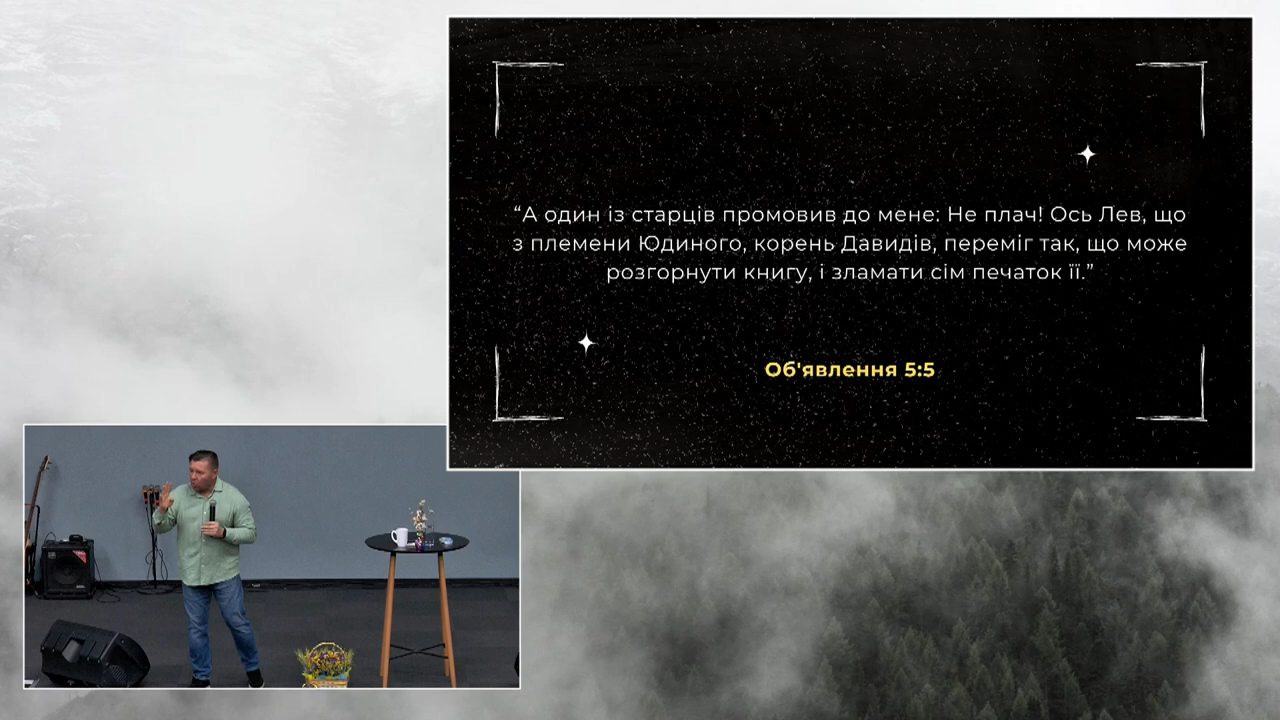 “А один із старців промовив до мене: Не плач! Ось Лев, що
з племени Юдиного, корень Давидів, переміг так, що може
розгорнути книгу, і зламати сім печаток її.”
Об'явлення 5:5